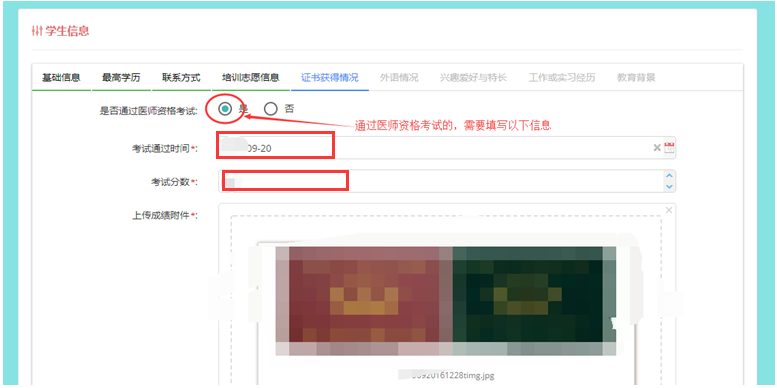 学生信息
基础信息 最高学历 联系方式 培训志愿信息 证书获得情况 外语情况 兴趣爱好与特长 工作或实习经历 教育背景
是否通过医师资格考试: 是 否
通过医师资格考试的，需要填写以下信息
考试通过时间*: 09-20
考试分数*:
上传成绩附件*:
00920161228timg.jpg